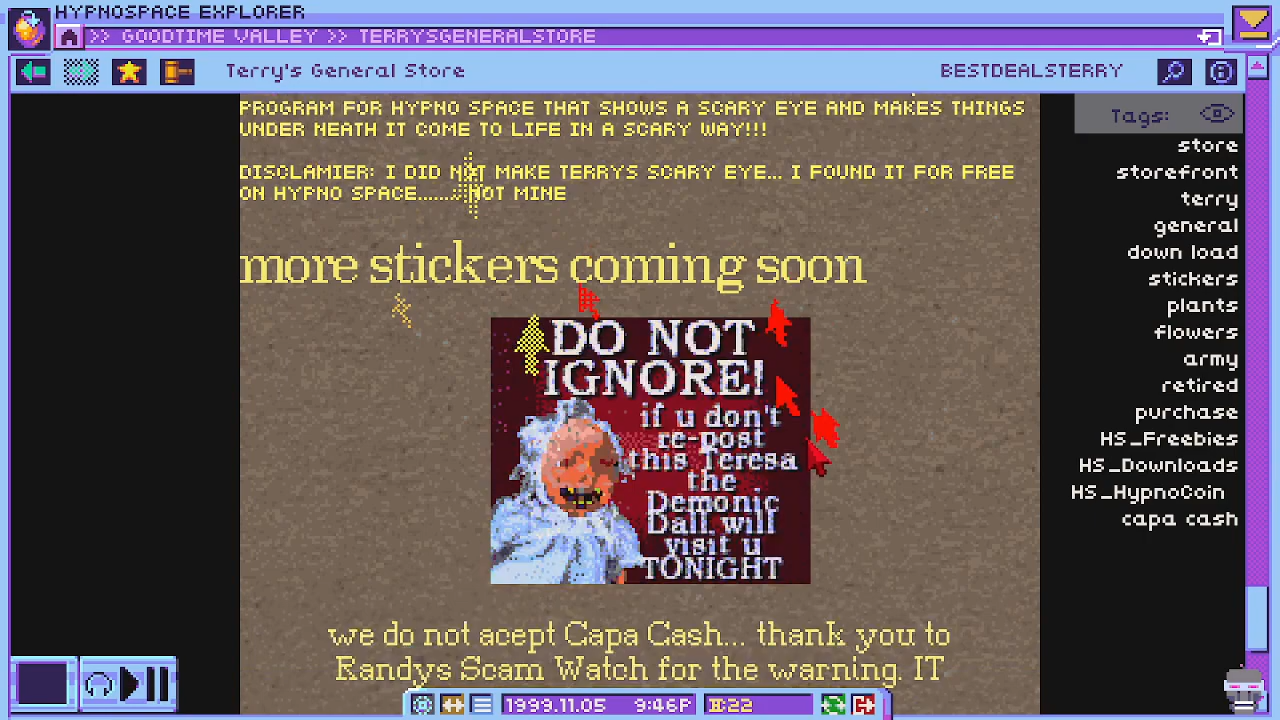 HYPNOSPACE EXPLORER
>> GOODTIME VALLEY >> TERRYSGENERALSTORE
Terry's General Store
BESTDEALSTERRY
PROGRAM FOR HYPNO SPACE THAT SHOWS A SCARY EYE AND MAKES THINGS
UNDER NEATH IT COME TO LIFE IN A SCARY WAY!!!
DISCLAMIER: I DID NOT MAKE TERRYS SCARY EYE... I FOUND IT FOR FREE
ON HYPNO SPACE....... NOT MINE
more stickers coming soon
DO NOT
IGNORE!
if u don't
re-post
this Teresa
the
Demonic
Dall, will
visit u
TONIGHT
we do not acept Capa Cash... thank you to
Randys Scam Watch for the warning. IT
Tags:
store
storefront
terry
general
down load
stickers
plants
flowers
army
retired
purchase
HS_Freebies
HS_Downloads
HS_HypnoCoin
capa cash
1999.11.05 9:46P